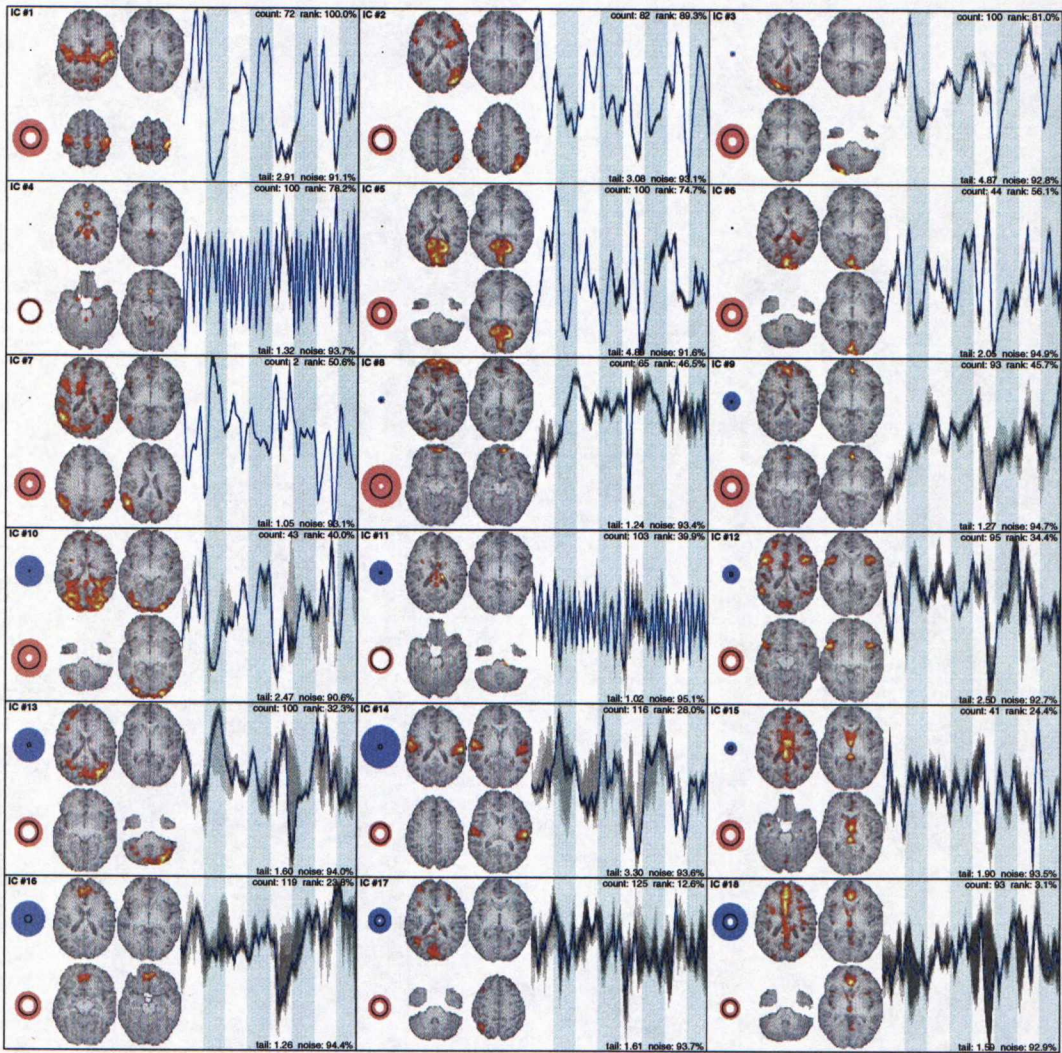 IC #1
count: 72 rank: 100.0%
tail: 2.91 noise: 91.1%
IC #2
count: 82 rank: 89.3%
tail: 3.08 noise: 93.1%
IC #3
count: 100 rank: 81.0%
tail: 4.87 noise: 92.8%
IC #4
count: 100 rank: 78.2%
tail: 1.32 noise: 93.7%
IC #5
count: 100 rank: 74.7%
noise: 91.6%
IC #6
count: 44 rank: 56.1%
tail: 2.05 noise: 94.9%
IC #7
count: 2 rank: 50.6%
tail: 1.05 noise: 93.1%
IC #8
count: 65 rank: 46.5%
tail: 1.24 noise: 93.4%
IC #9
count: 93 rank: 45.7%
tail: 1.27 noise: 94.7%
IC #10
count: 43 rank: 40.0%
tail: 2.47 noise: 90.6%
IC #11
count: 103 rank: 39.9%
tail: 1.02 noise: 95.1%
IC #12
count: 95 rank: 34.4%
tail: 2.50 noise: 92.7%
IC #13
count: 100 rank: 32.3%
tail: 1.60 noise: 94.0%
IC #14
count: 116 rank: 28.0%
tail: 3.30 noise: 93.6%
IC #15
count: 41 rank: 24.4%
tail: 1.90 noise: 93.5%
IC #16
count: 119 rank: 23.8%
tail: 1.26 noise: 94.4%
IC #17
count: 125 rank: 12.6%
tail: 1.61 noise: 93.7%
IC #18
count: 93 rank: 3.1%
tail: 1.59 noise: 92.9%